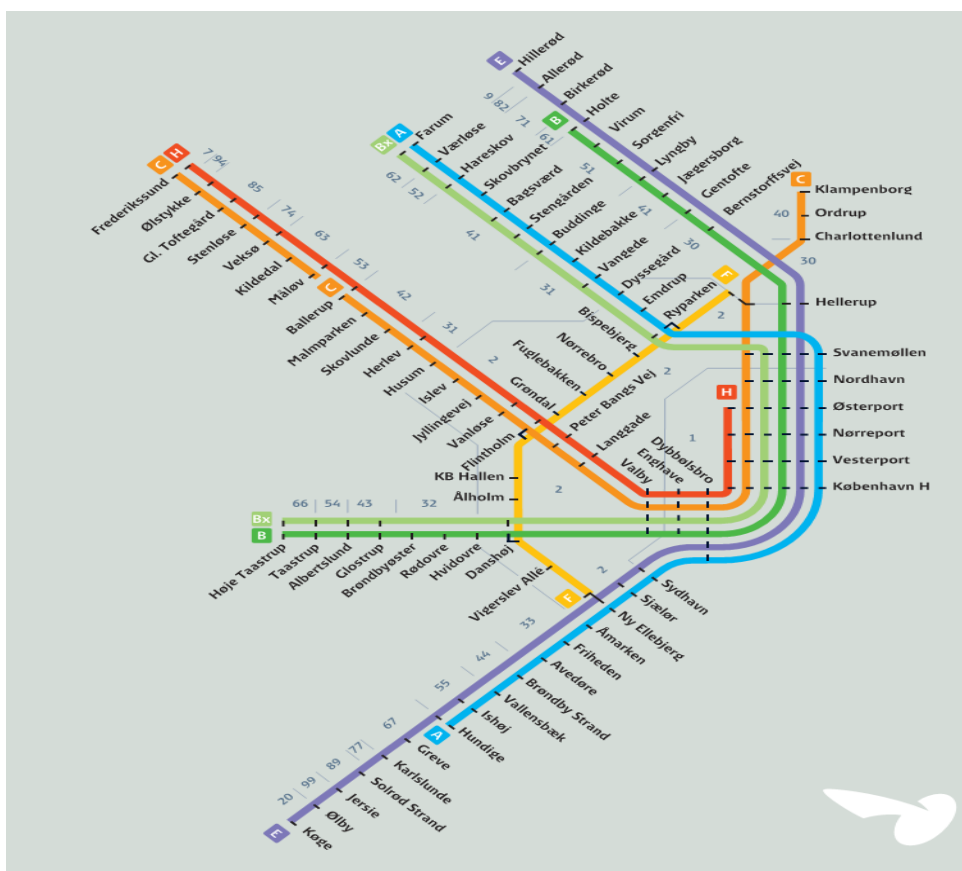 E
Hillerød
Allerød
Birkerød
Holte
Virum
Sorgenfri
Lyngby
Jægersborg
Gentofte
Bernstorffsvej
9
82
71
61
51
41
30
B
Bx
A
Farum
Værløse
Hareskov
Skovbrynet
Bagsværd
Stengården
Buddinge
Kildebakke
Vangede
Dyssegård
Emdrup
62
52
41
31
C
Klampenborg
Ordrup
Charlottenlund
40
30
Hellerup
Svanemøllen
Nordhavn
Østerport
Nørreport
Vesterport
København H
C
H
7
94
85
74
63
53
42
31
2
Frederikssund
Ølstykke
Gl. Toftegård
Stenløse
Veksø
Kildedal
Måløv
C
Ballerup
Malmparken
Skovlunde
Herlev
Husum
Islev
Jyllingevej
Vanløse
Flintholm
Peter Bangs Vej
Langgade
Valby
Enghave
Dybbølsbro
H
1
F
Ryparken
Bispebjerg
Nørrebro
Fuglebakken
Grøndal
2
2
KB Hallen
Ålholm
2
66
54
43
32
Bx
B
Høje Taastrup
Taastrup
Albertslund
Glostrup
Brøndbyøster
Rødovre
Hvidovre
Danshøj
Vigerslev Allé
F
2
Sydhavn
Sjælør
Ny Ellebjerg
Åmarken
Friheden
Avedøre
Brøndby Strand
Vallensbæk
Ishøj
Hundige
A
Greve
Karlslunde
Solrød Strand
Jersie
Ølby
Køge
E
33
44
55
67
77
89
99
20